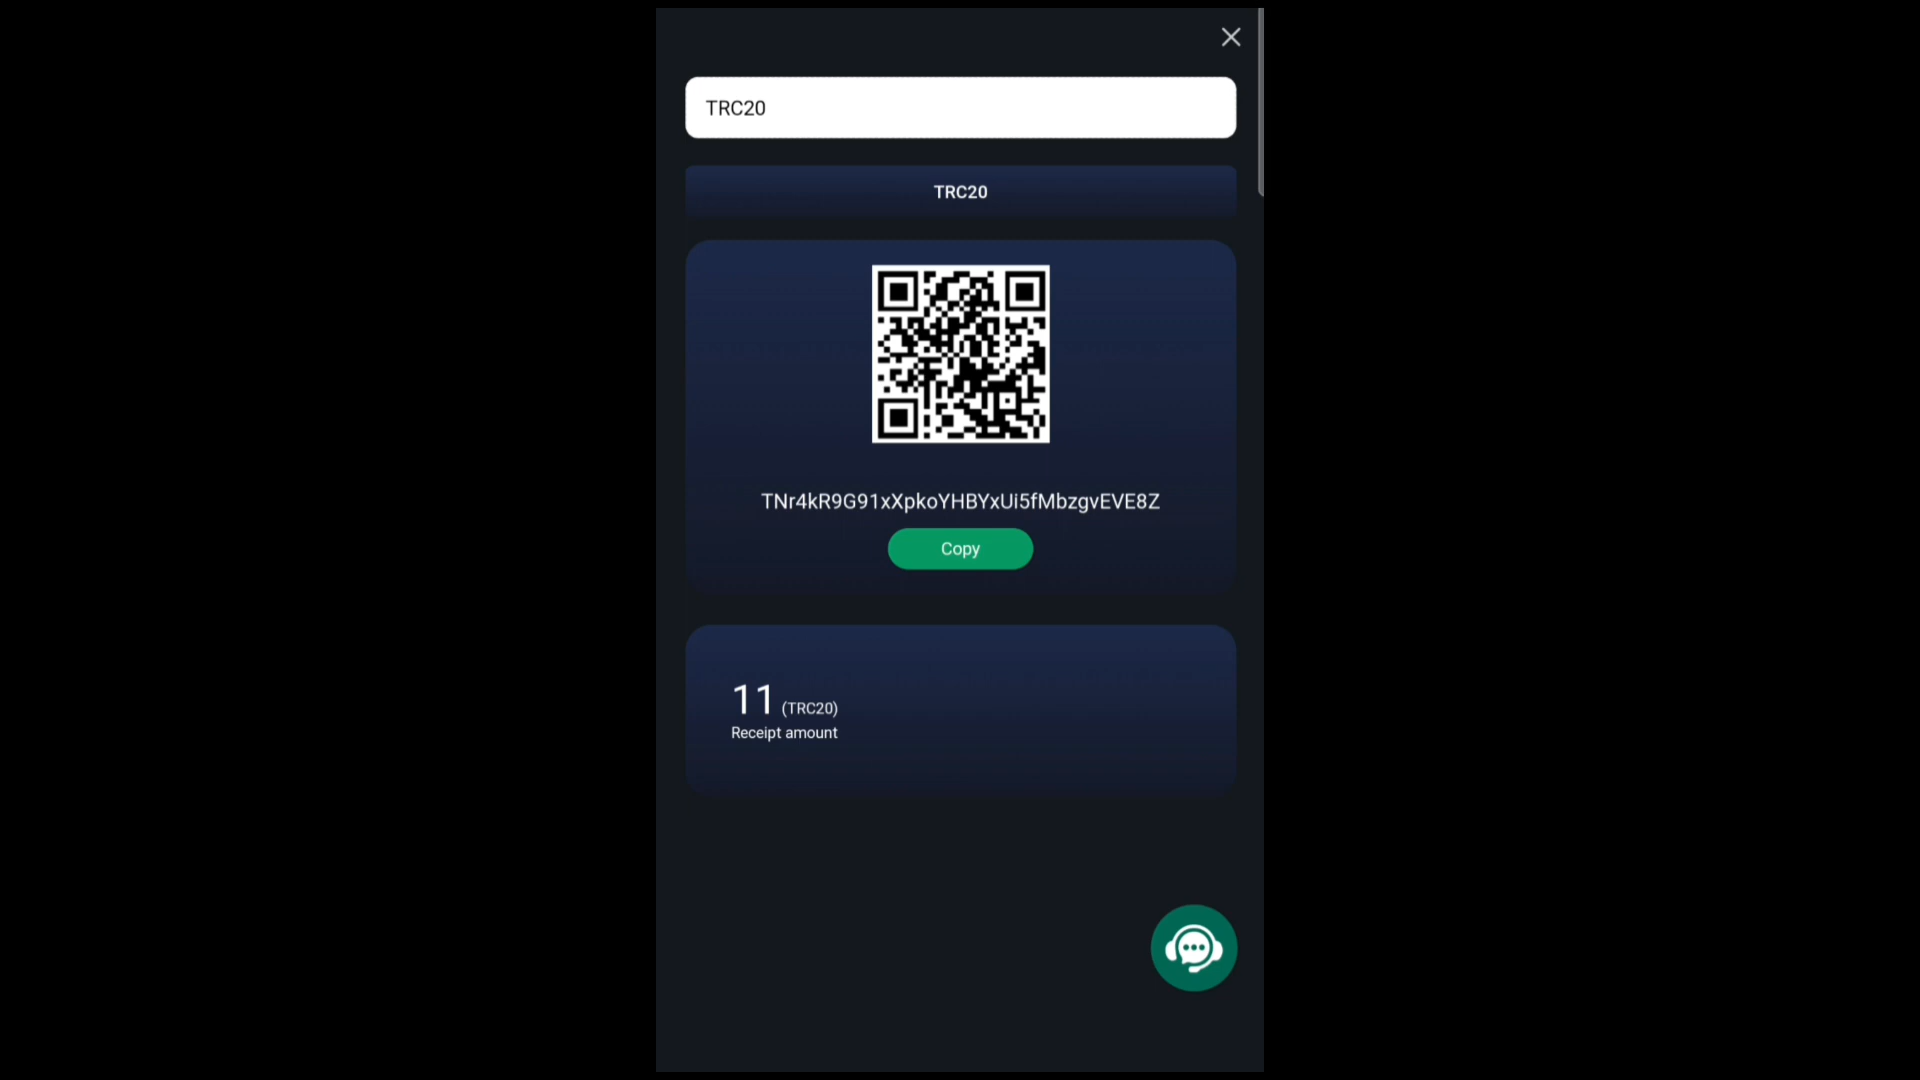 TRC20
TRC20
TNr4kR9G91xXpkoYHBYxUi5fMbzgvEVE8Z
Copy
11 (TRC20)
Receipt amount